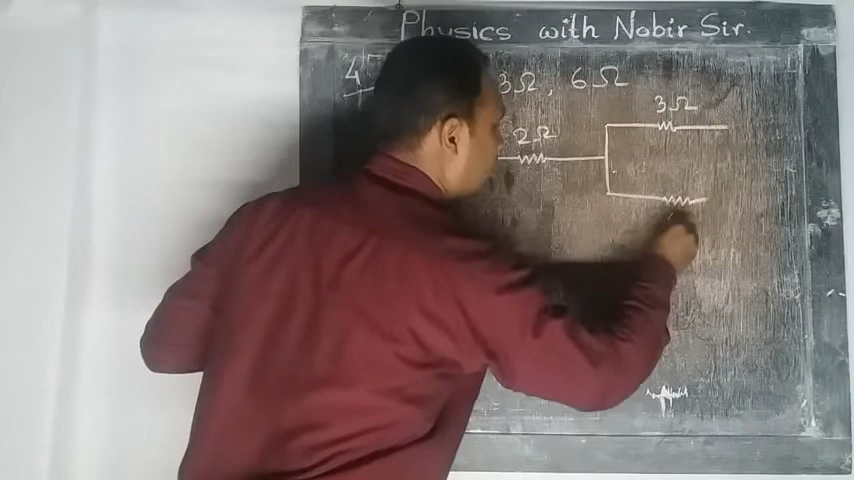 Physics with Nobir Sir.
4 3Ω, 6Ω
3Ω
2Ω